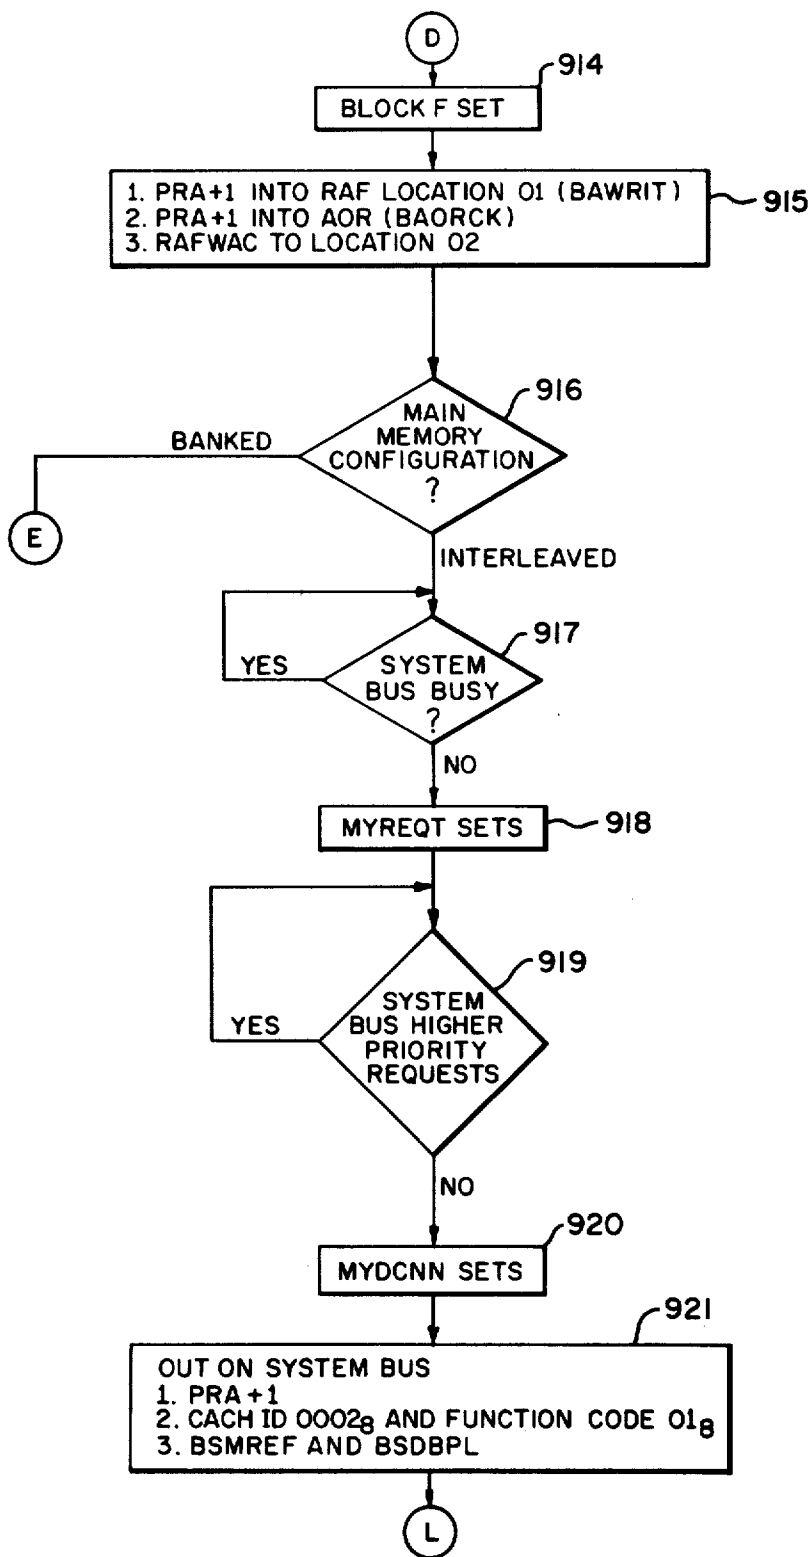 D
914
BLOCK F SET
1. PRA+1 INTO RAF LOCATION 01 (BAWRIT)
2. PRA+1 INTO AOR (BAORCK)
3. RAFWAC TO LOCATION 02
915
916
MAIN
MEMORY
CONFIGURATION
?
BANKED
E
INTERLEAVED
917
YES
SYSTEM
BUS BUSY
?
NO
MYREQT SETS
918
919
SYSTEM
BUS HIGHER
PRIORITY
REQUESTS
YES
NO
920
MYDCNN SETS
921
OUT ON SYSTEM BUS
1. PRA+1
2. CACH ID 0002₈ AND FUNCTION CODE 01₈
3. BSMREF AND BSDBPL
L